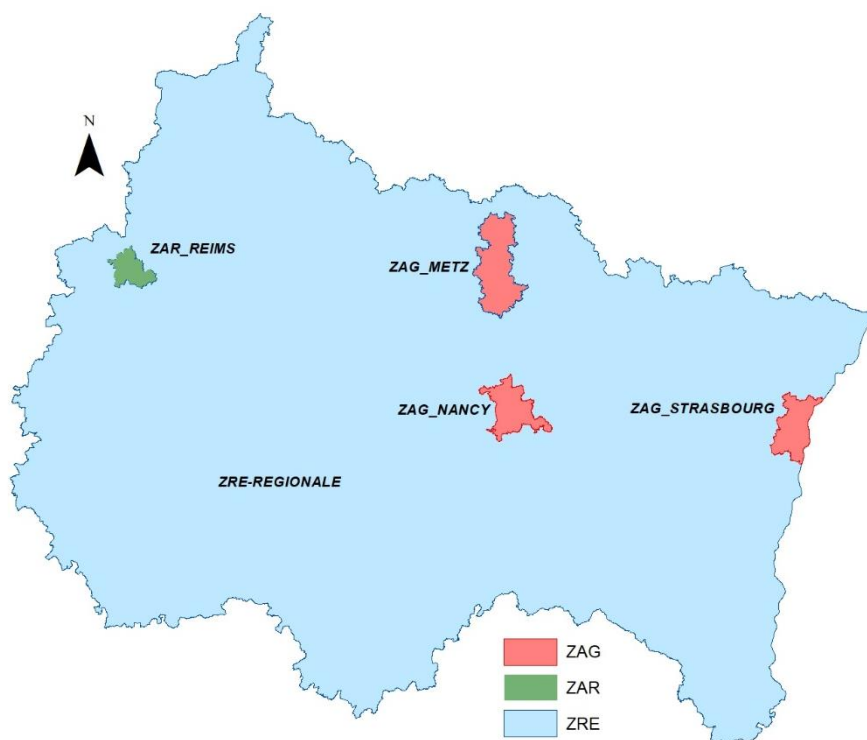 N
ZAR_REIMS
ZAG_METZ
ZAG_NANCY
ZAG_STRASBOURG
ZRE-REGIONALE
ZAG
ZAR
ZRE